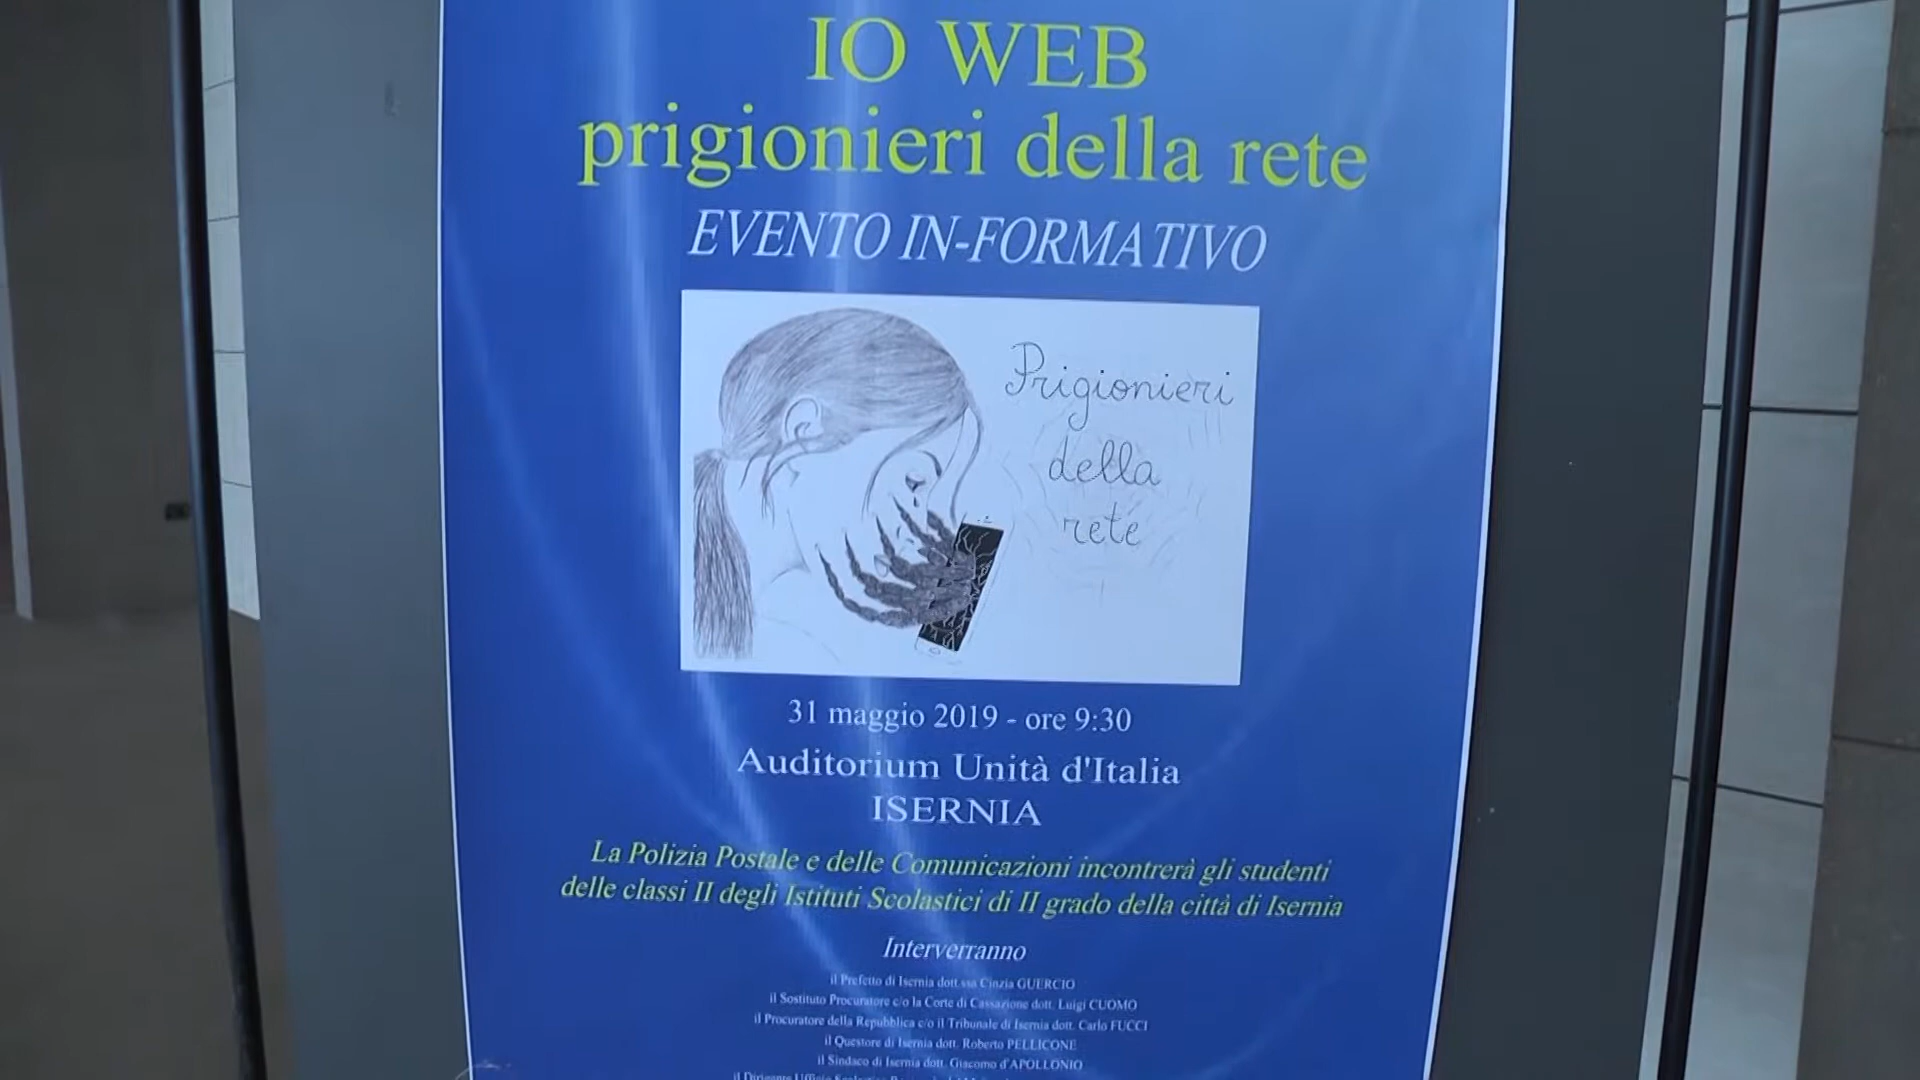 IO WEB
prigionieri della rete
EVENTO IN-FORMATIVO
Prigionieri
della
rete
31 maggio 2019 - ore 9:30
Auditorium Unità d'Italia
ISERNIA
La Polizia Postale e delle Comunicazioni incontrerà gli studenti
delle classi II degli Istituti Scolastici di II grado della città di Isernia
Interverranno
il Prefetto di Isernia dott.ssa Cinzia GUERCIO
il Sostituto Procuratore c/o la Corte di Cassazione dott. Luigi CUOMO
il Procuratore della Repubblica c/o il Tribunale di Isernia dott. Carlo FUCCI
il Questore di Isernia dott. Roberto PELLICONE
il Sindaco di Isernia dott. Giacomo d'APOLLONIO
il Dirigente Ufficio